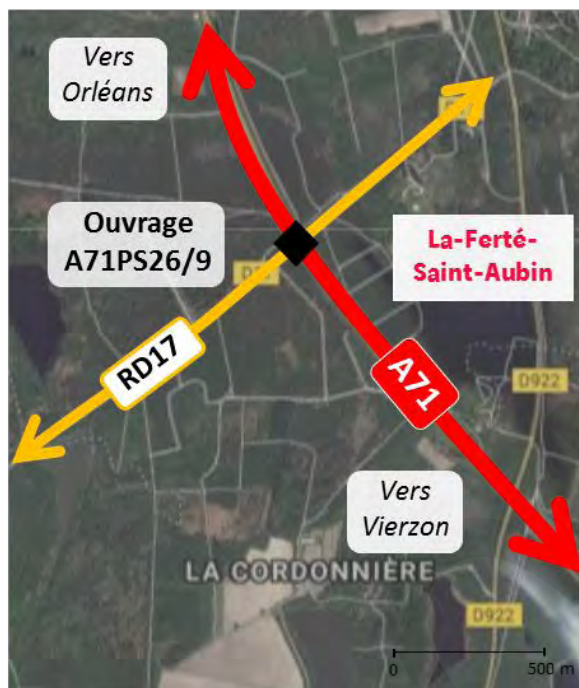 Vers
Orléans
Ouvrage
A71PS26/9
La-Ferté-
Saint-Aubin
RD17
A71
D922
Vers
Vierzon
LA CORDONNIÈRE
D922
0
500 m